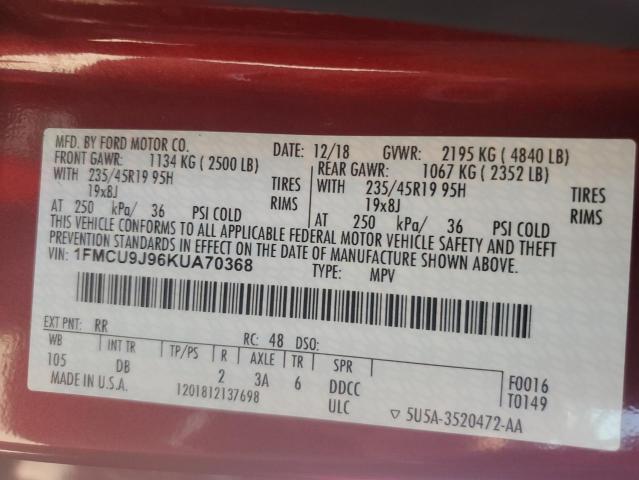 MFD. BY FORD MOTOR CO. DATE: 12/18 GVWR: 2195 KG ( 4840 LB)
FRONT GAWR: 1134 KG ( 2500 LB) REAR GAWR: 1067 KG ( 2352 LB)
WITH 235/45R19 95H TIRES WITH 235/45R19 95H TIRES
19x8J RIMS 19x8J RIMS
AT 250 kPa/ 36 PSI COLD AT 250 kPa/ 36 PSI COLD
THIS VEHICLE CONFORMS TO ALL APPLICABLE FEDERAL MOTOR VEHICLE SAFETY AND THEFT
PREVENTION STANDARDS IN EFFECT ON THE DATE OF MANUFACTURE SHOWN ABOVE.
VIN: 1FMCU9J96KUA70368 TYPE: MPV
EXT PNT: RR RC: 48 DSO:
WB INT TR TP/PS R AXLE TR SPR
105 DB 2 3A 6 DDCC F0016
MADE IN U.S.A. 1201812137698 ULC T0149
▽ 5U5A-3520472-AA